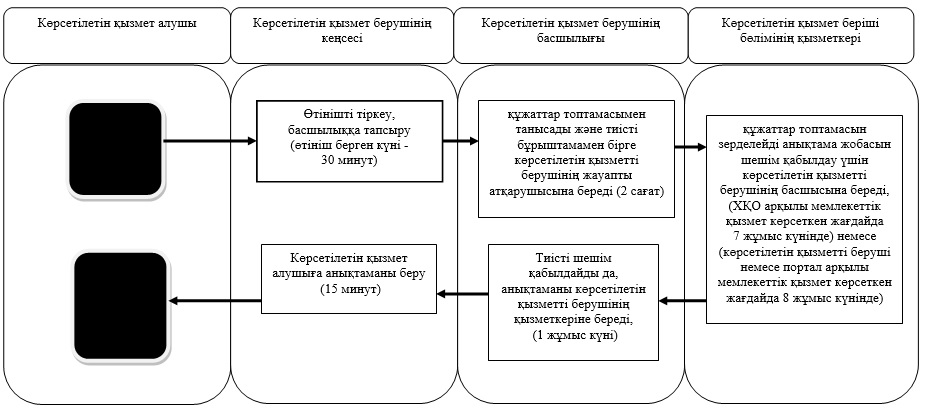 Көрсетілетін қызмет алушы
Көрсетілетін қызмет берушінің
кеңсесі
Көрсетілетін қызмет берушінің
басшылығы
Көрсетілетін қызмет беріші
бөлімінің қызметкері
Өтінішті тіркеу,
басшылыққа тапсыру
(өтініш берген күні -
30 минут)
құжаттар топтамасымен
танысады және тиісті
бұрыштамамен бірге
көрсетілетін қызметті
берушінің жауапты
атқарушысына береді (2 сағат)
құжаттар топтамасын
зерделейді анықтама жобасын
шешім қабылдау үшін
көрсетілетін қызметті
берушінің басшысына береді,
(ХҚО арқылы мемлекеттік
қызмет көрсеткен жағдайда
7 жұмыс күнінде) немесе
(көрсетілетін қызметті беруші
немесе портал арқылы
мемлекеттік қызмет көрсеткен
жағдайда 8 жұмыс күнінде)
Тиісті шешім
қабылдайды да,
анықтаманы көрсетілетін
қызметті берушінің
қызметкеріне береді,
(1 жұмыс күні)
Көрсетілетін қызмет
алушыға анықтаманы беру
(15 минут)